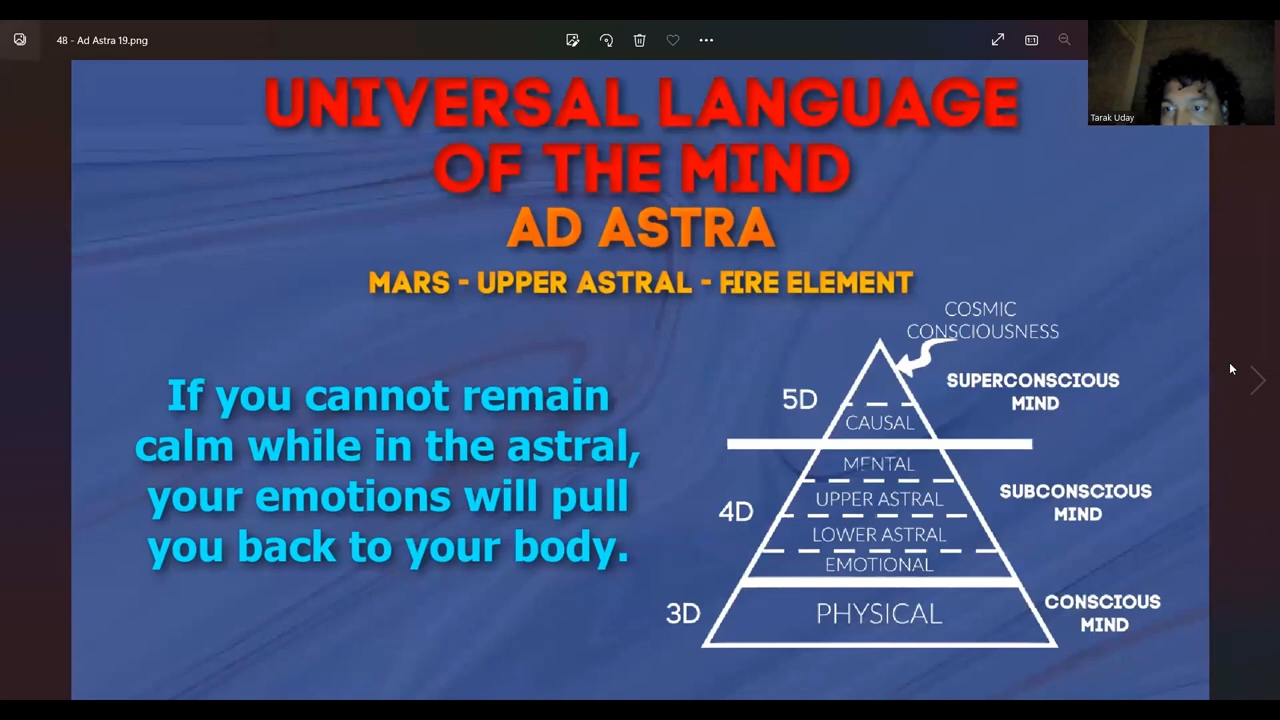 48 - Ad Astra 19.png
Tarak Uday
UNIVERSAL LANGUAGE
OF THE MIND
AD ASTRA
MARS - UPPER ASTRAL - FIRE ELEMENT
If you cannot remain
calm while in the astral,
your emotions will pull
you back to your body.
COSMIC
CONSCIOUSNESS
5D
SUPERCONSCIOUS
MIND
CAUSAL
MENTAL
4D
UPPER ASTRAL
SUBCONSCIOUS
MIND
LOWER ASTRAL
EMOTIONAL
3D
PHYSICAL
CONSCIOUS
MIND